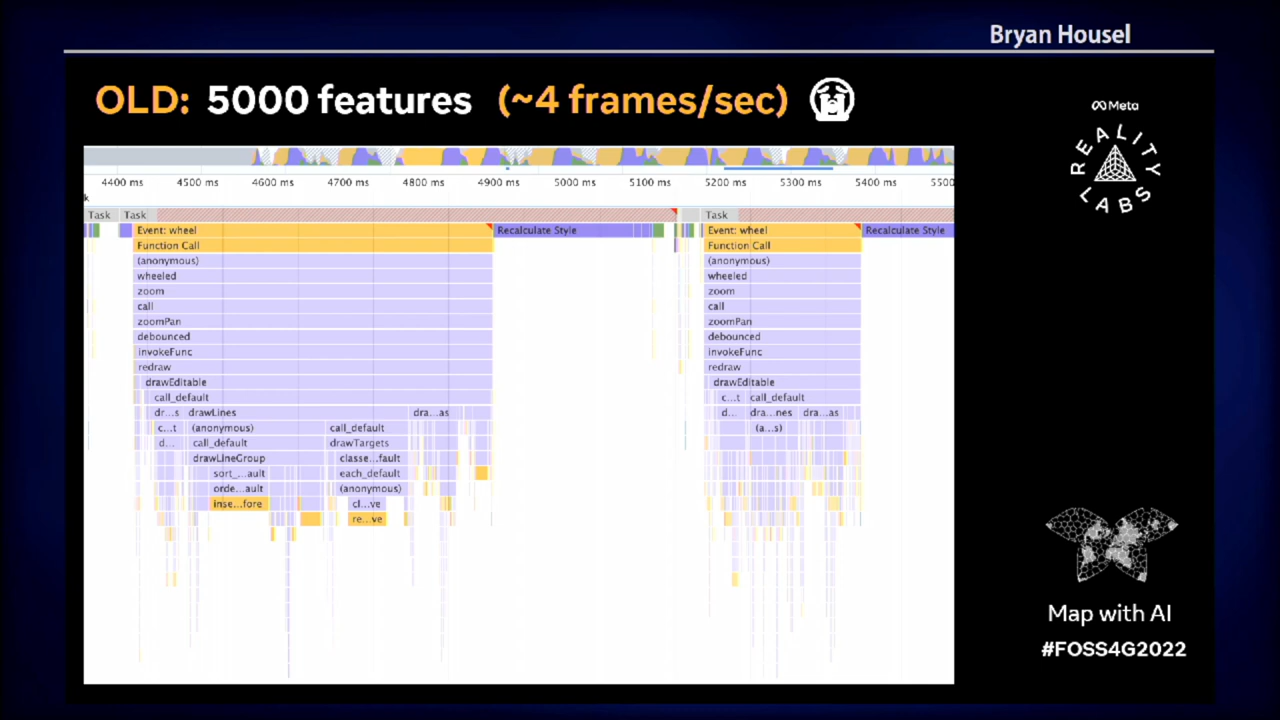 Bryan Housel
OLD: 5000 features (~4 frames/sec) 😭
Meta
REALITY LABS
4400 ms 4500 ms 4600 ms 4700 ms 4800 ms 4900 ms 5000 ms 5100 ms 5200 ms 5300 ms 5400 ms 5500
k
Task Task Task
Event: wheel Recalculate Style Event: wheel Recalculate Style
Function Call Function Call
(anonymous) (anonymous)
wheeled wheeled
zoom zoom
call call
zoomPan zoomPan
debounced debounced
invokeFunc invokeFunc
redraw redraw
drawEditable drawEditable
call_default c...t call_default
dr...s drawLines dra...as d... dra...nes dra...as
c...t (anonymous) call_default (a...s)
d... call_default drawTargets
drawLineGroup classe...fault
sort_...ault each_default
orde...ault (anonymous)
inse...fore cl...ve
re...ve
Map with AI
#FOSS4G2022